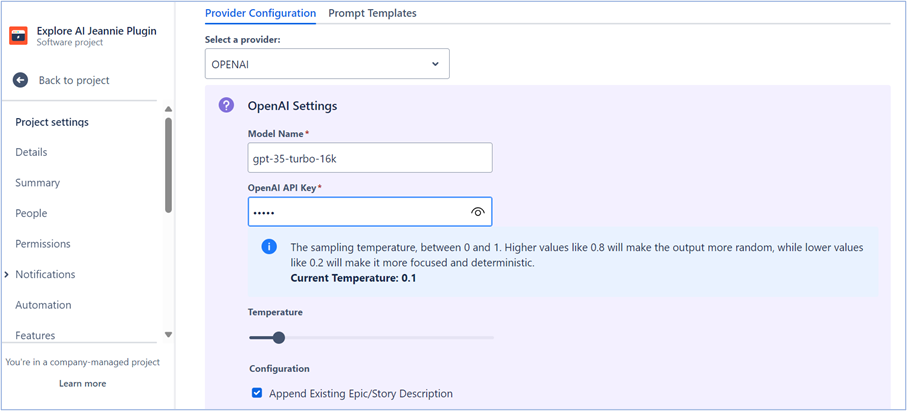 Explore AI Jeannie Plugin
Software project
Back to project
Project settings
Details
Summary
People
Permissions
Notifications
Automation
Features
You're in a company-managed project
Learn more
Provider Configuration
Prompt Templates
Select a provider:
OPENAI
? OpenAI Settings
Model Name*
gpt-35-turbo-16k
OpenAI API Key*
•••••
The sampling temperature, between 0 and 1. Higher values like 0.8 will make the output more random, while lower values
like 0.2 will make it more focused and deterministic.
Current Temperature: 0.1
Temperature
Configuration
Append Existing Epic/Story Description